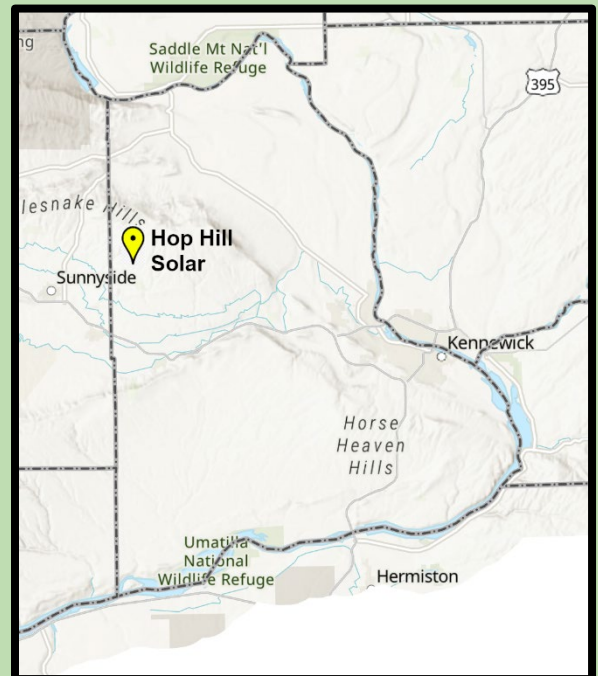 ng
Saddle Mt Nat'l
Wildlife Refuge
395
lesnake Hills
Hop Hill
Solar
Sunnyside
Kennewick
Horse
Heaven
Hills
Umatilla
National
Wildlife Refuge
Hermiston